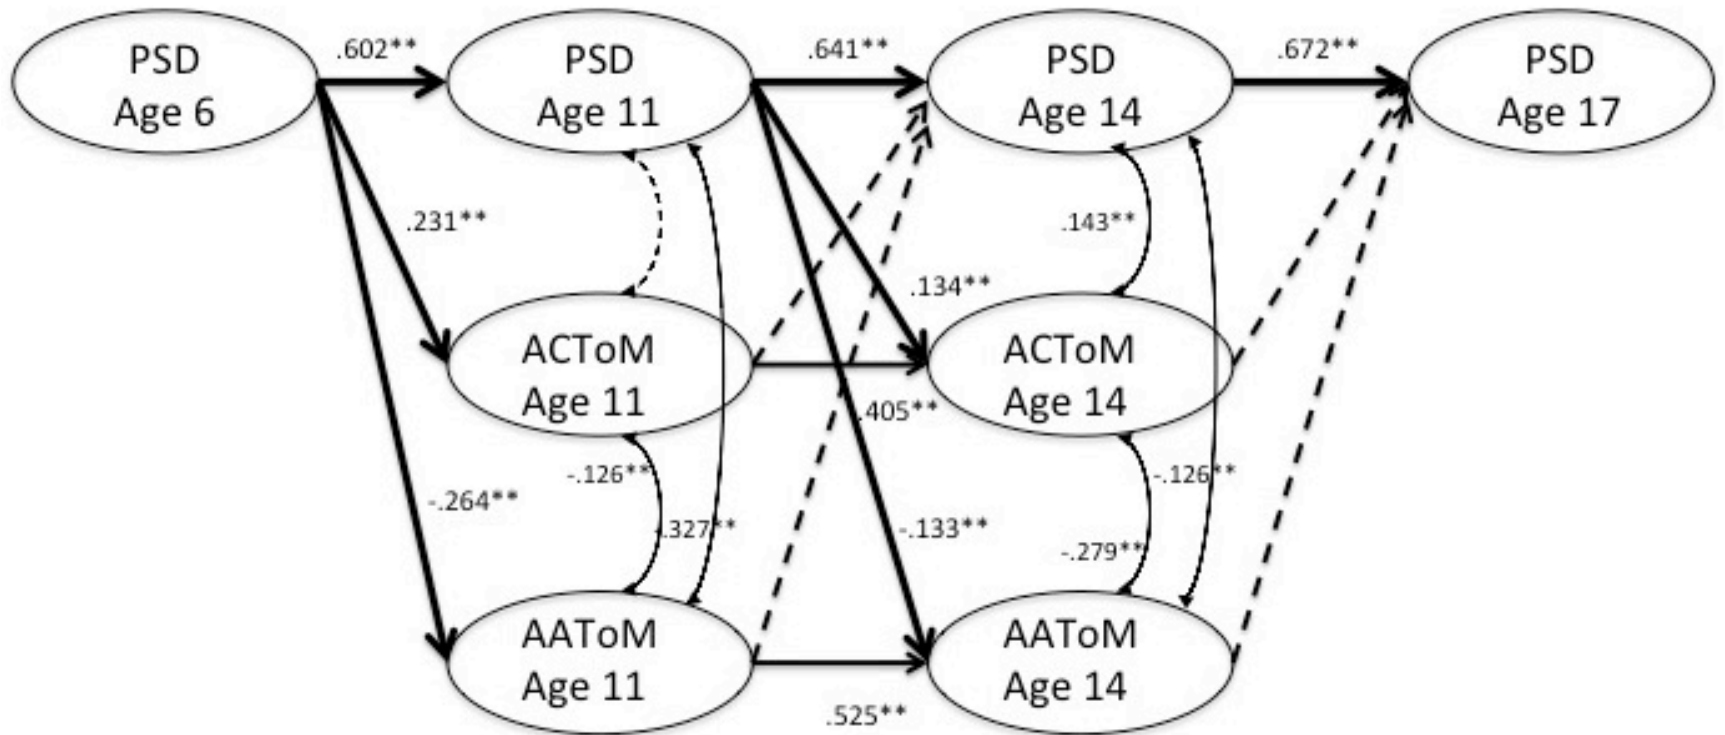 .602**
.641**
.672**
PSD
Age 6
PSD
Age 11
PSD
Age 14
PSD
Age 17
.231**
.143**
.134**
ACToM
Age 11
ACToM
Age 14
.405**
-.126**
-.126**
-.264**
.327**
-.133**
-.279**
AAToM
Age 11
AAToM
Age 14
.525**